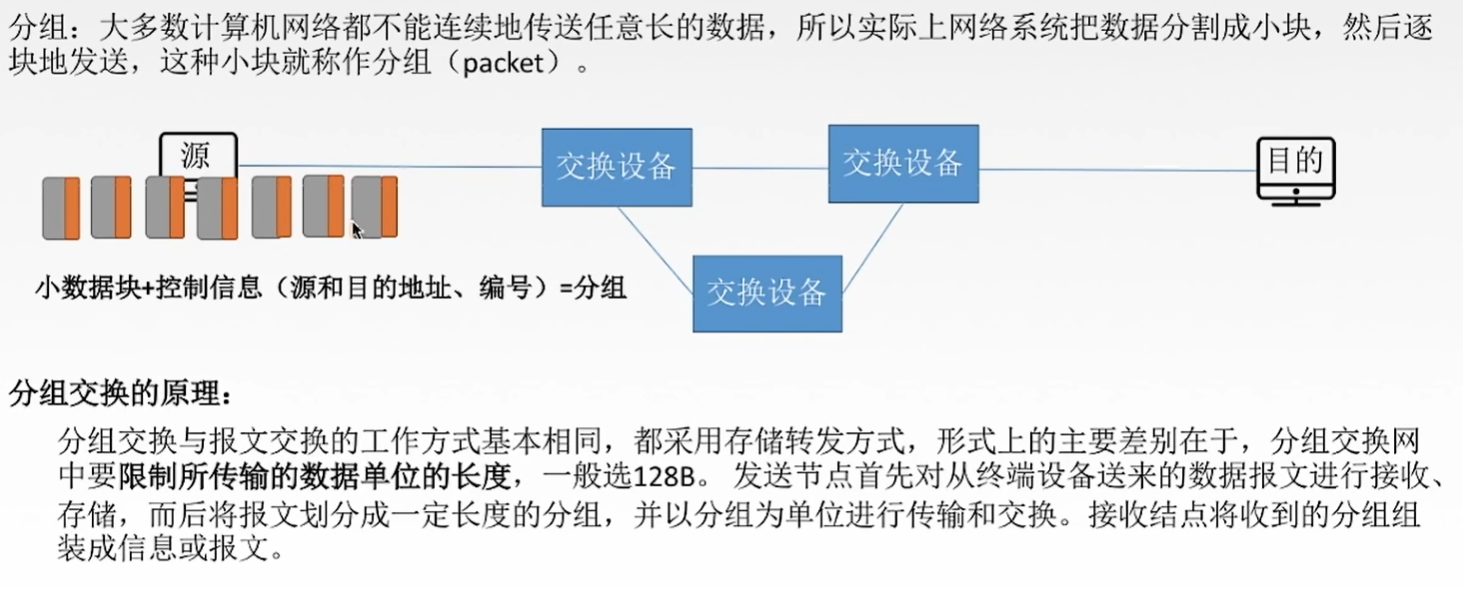 分组：大多数计算机网络都不能连续地传送任意长的数据，所以实际上网络系统把数据分割成小块，然后逐
块地发送，这种小块就称作分组（packet）。
源
交换设备
交换设备
目的
交换设备
小数据块+控制信息（源和目的地址、编号）=分组
分组交换的原理：
分组交换与报文交换的工作方式基本相同，都采用存储转发方式，形式上的主要差别在于，分组交换网
中要限制所传输的数据单位的长度，一般选128B。 发送节点首先对从终端设备送来的数据报文进行接收、
存储，而后将报文划分成一定长度的分组，并以分组为单位进行传输和交换。接收结点将收到的分组组
装成信息或报文。